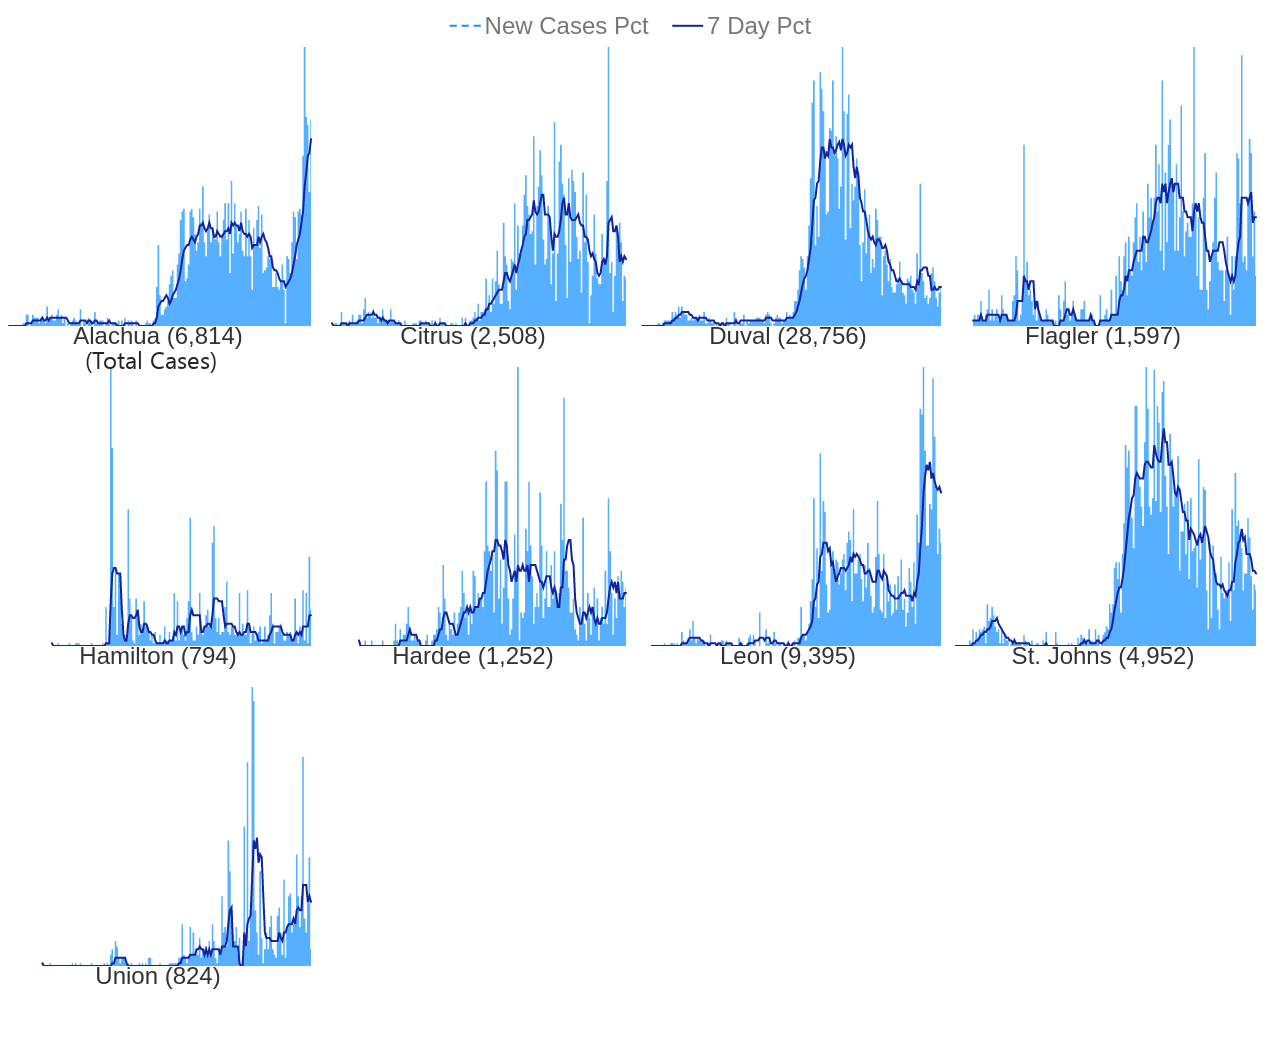 New Cases Pct 7 Day Pct
Alachua (6,814) Citrus (2,508) Duval (28,756) Flagler (1,597)
(Total Cases)
Hamilton (794) Hardee (1,252) Leon (9,395) St. Johns (4,952)
Union (824)